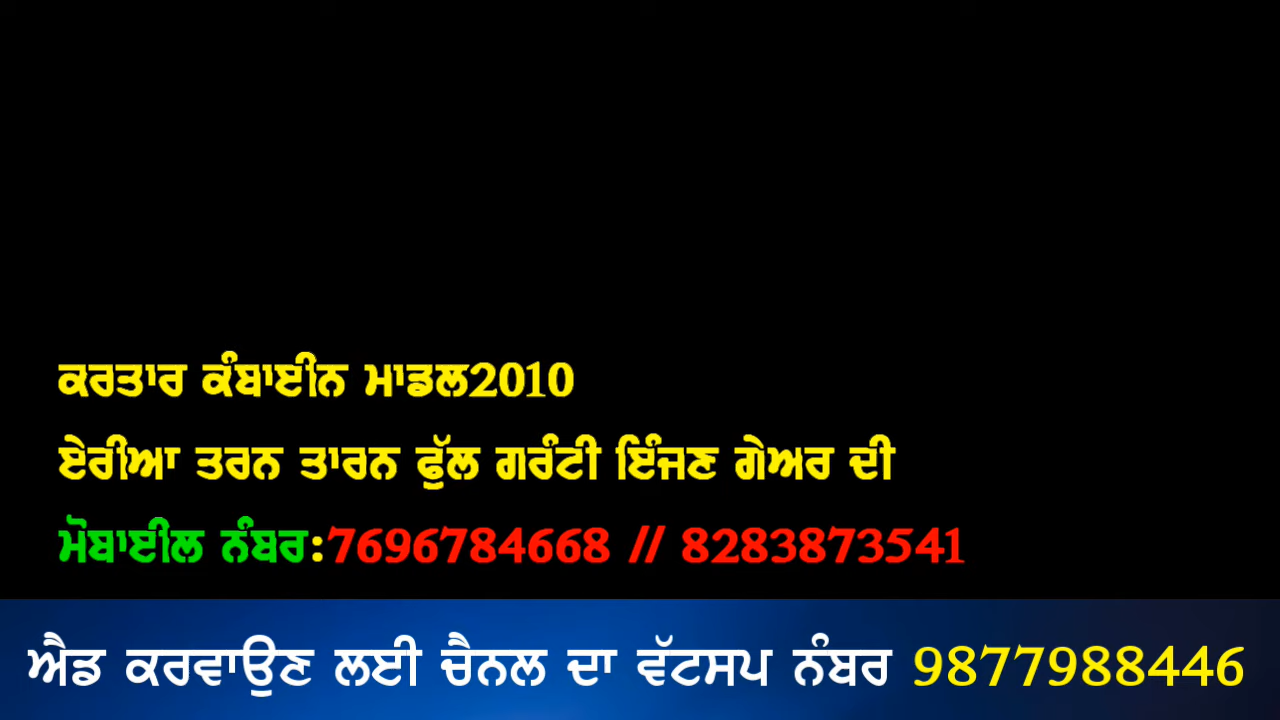 ਕਰਤਾਰ ਕੰਬਾਈਨ ਮਾਡਲ2010
ਏਰੀਆ ਤਰਨ ਤਾਰਨ ਫੁੱਲ ਗਰੰਟੀ ਇੰਜਣ ਗੇਅਰ ਦੀ
ਮੋਬਾਈਲ ਨੰਬਰ:7696784668 // 8283873541
ਐਡ ਕਰਵਾਉਣ ਲਈ ਚੈਨਲ ਦਾ ਵੱਟਸਪ ਨੰਬਰ 9877988446